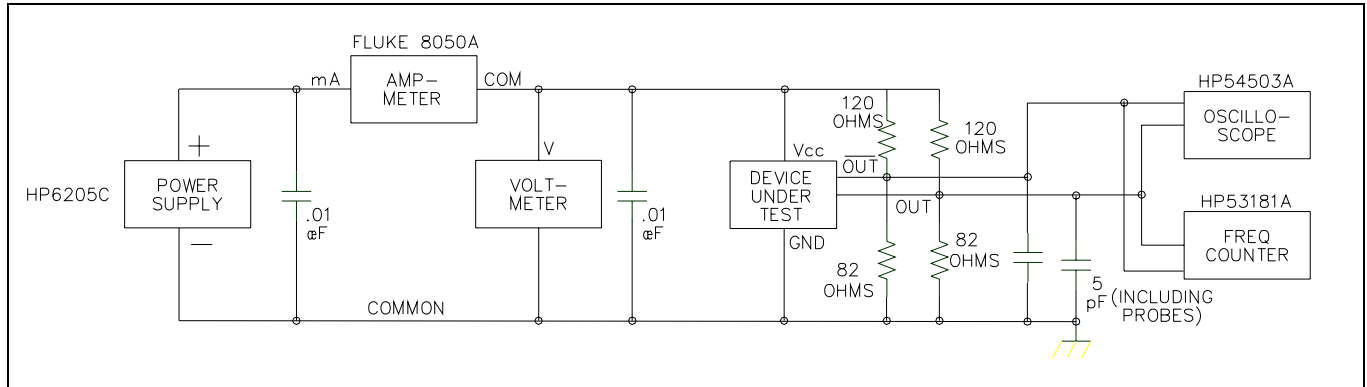 FLUKE 8050A
mA
AMP-
METER
COM
HP6205C
+
POWER
SUPPLY
—
.01
œF
V
VOLT-
METER
.01
œF
Vcc
DEVICE
UNDER
TEST
GND
OUT
OUT
120
OHMS
120
OHMS
82
OHMS
82
OHMS
5
pF (INCLUDING
PROBES)
HP54503A
OSCILLO-
SCOPE
HP53181A
FREQ
COUNTER
COMMON